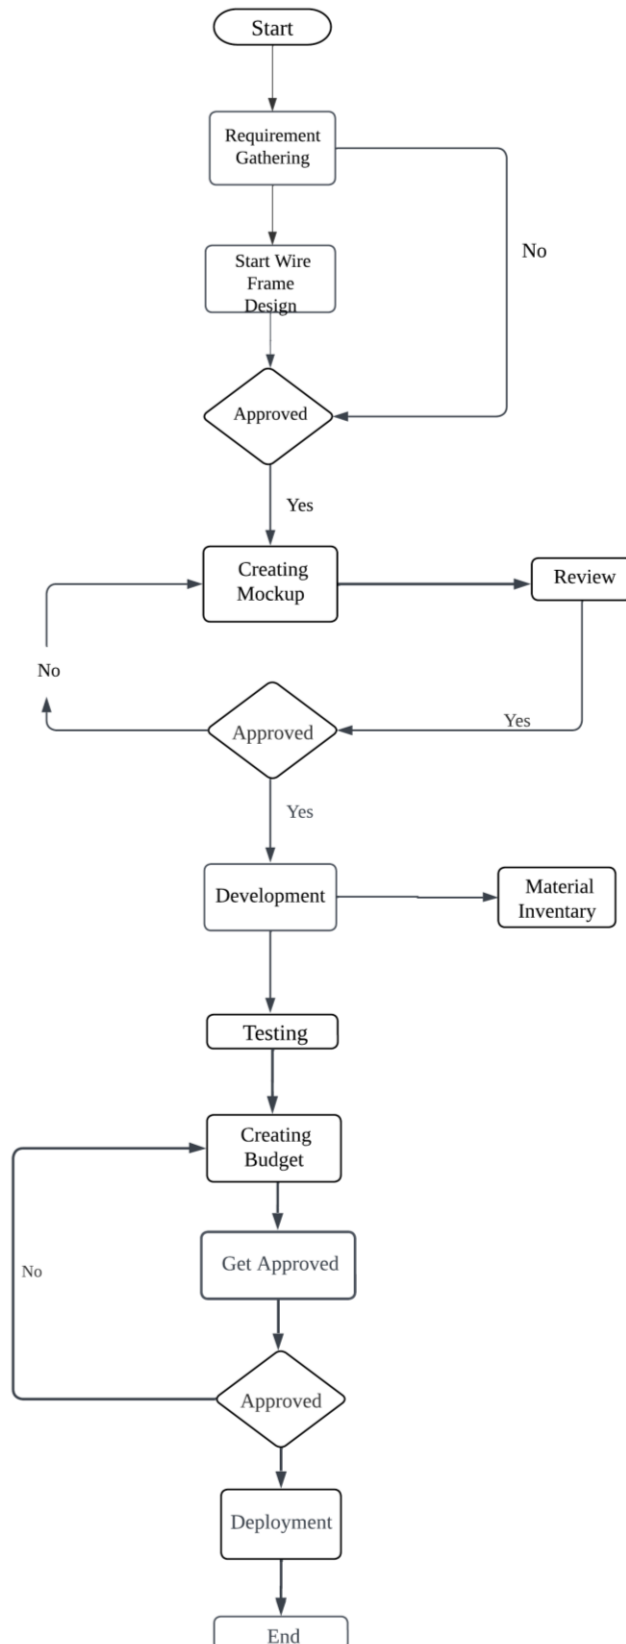 Start
Requirement
Gathering
No
Start Wire
Frame
Design
Approved
Yes
Creating
Mockup
Review
No
Approved
Yes
Yes
Development
Material
Inventory
Testing
Creating
Budget
Get Approved
No
Approved
Deployment
End